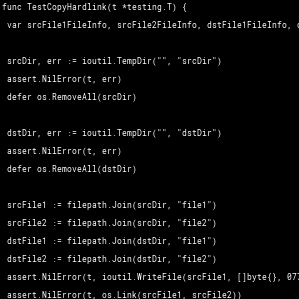 func TestCopyHardlink(t *testing.T) {
var srcFile1FileInfo, srcFile2FileInfo, dstFile1FileInfo,
srcDir, err := ioutil.TempDir("", "srcDir")
assert.NilError(t, err)
defer os.RemoveAll(srcDir)
dstDir, err := ioutil.TempDir("", "dstDir")
assert.NilError(t, err)
defer os.RemoveAll(dstDir)
srcFile1 := filepath.Join(srcDir, "file1")
srcFile2 := filepath.Join(srcDir, "file2")
dstFile1 := filepath.Join(dstDir, "file1")
dstFile2 := filepath.Join(dstDir, "file2")
assert.NilError(t, ioutil.WriteFile(srcFile1, []byte{}, 077
assert.NilError(t, os.Link(srcFile1, srcFile2))